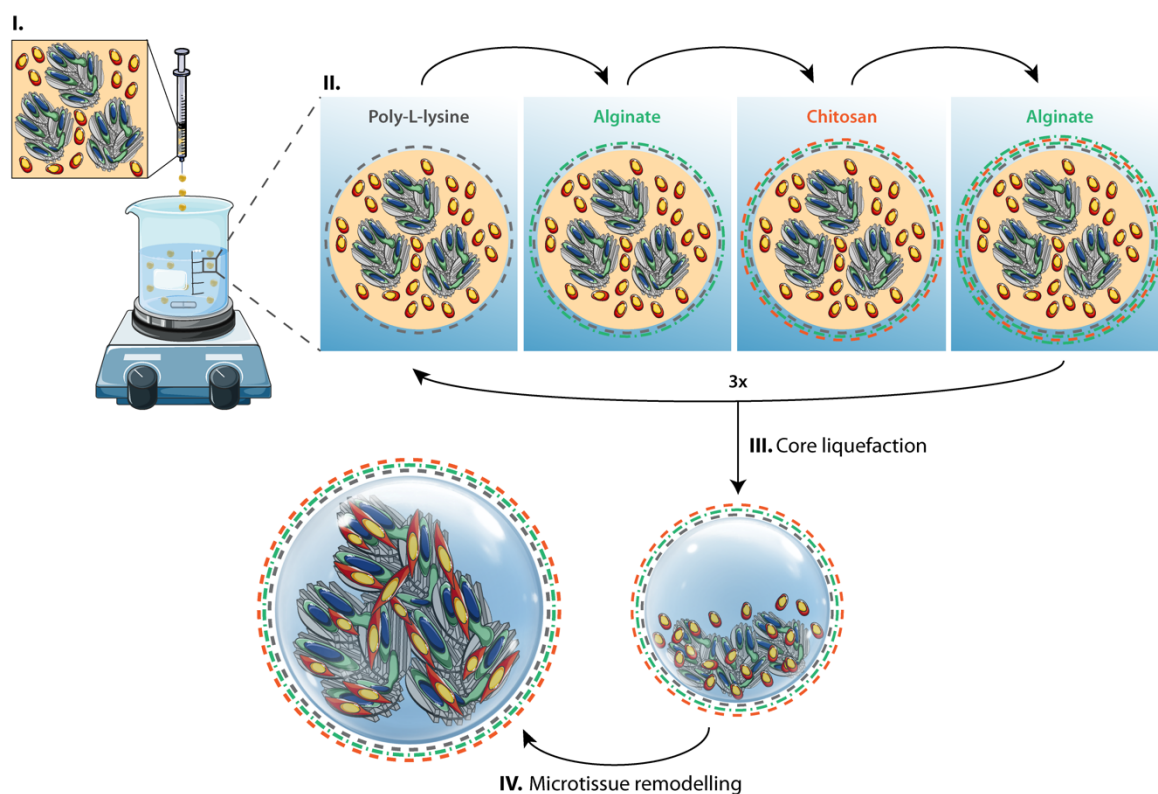 I.
II.
Poly-L-lysine
Alginate
Chitosan
Alginate
3x
III. Core liquefaction
IV. Microtissue remodelling